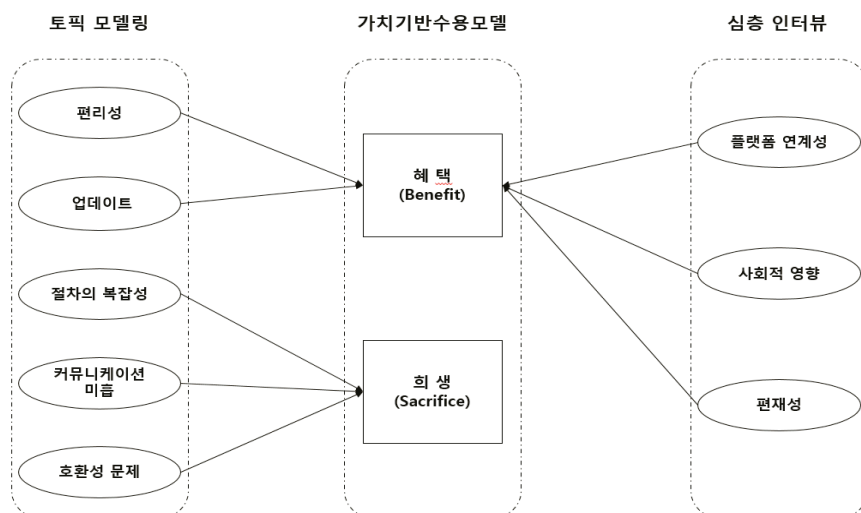 토픽 모델링
가치기반수용모델
심층 인터뷰
편리성
업데이트
절차의 복잡성
커뮤니케이션
미흡
호환성 문제
혜 택
(Benefit)
희 생
(Sacrifice)
플랫폼 연계성
사회적 영향
편재성